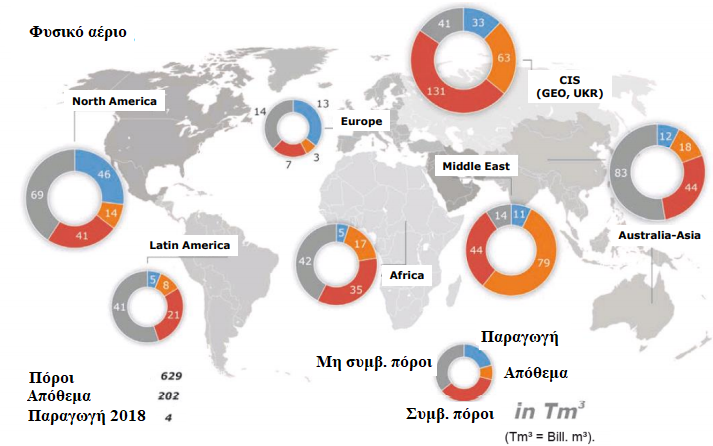 Φυσικό αέριο
41
33
63
131
CIS
(GEO, UKR)
North America
46
14
41
69
14
13
3
7
Europe
12
18
44
83
Australia-Asia
Middle East
14
11
79
44
Latin America
5
8
21
41
5
17
35
42
Africa
Παραγωγή
Μη συμβ. πόροι
Απόθεμα
Συμβ. πόροι
in Tm³
(Tm³ = Bill. m³).
Πόροι 629
Απόθεμα 202
Παραγωγή 2018 4